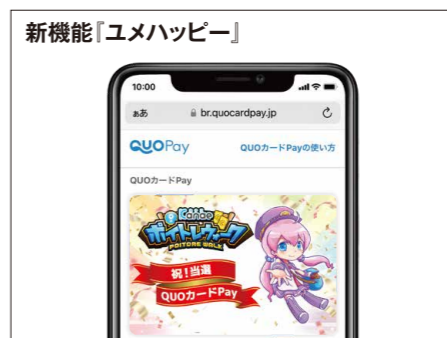 新機能『ユメハッピー』
10:00
ぁあ
br.quocardpay.jp
QUOPay
QUOカードPayの使い方
QUOカードPay
Kanae
ポイトレウォーク
POITORE WALK
祝！当選
QUOカードPay